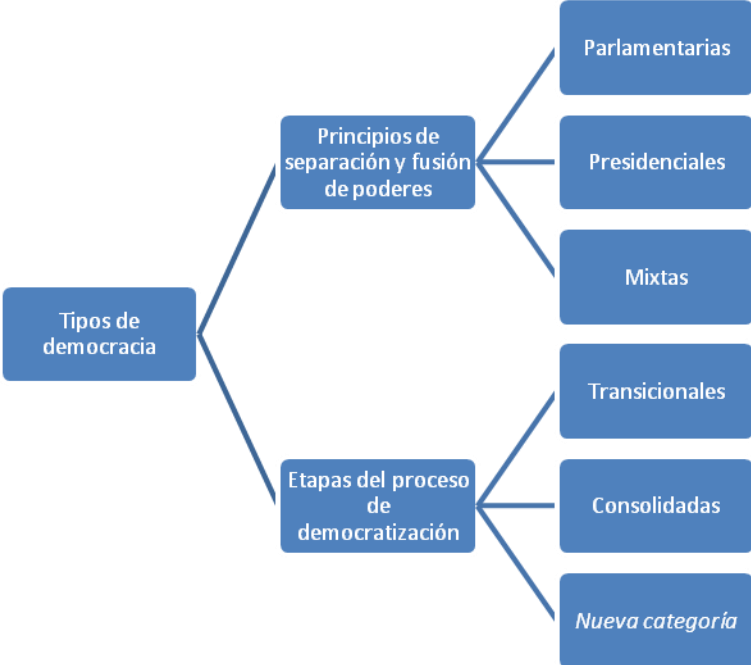 Parlamentarias
Principios de
separación y fusión
de poderes
Presidenciales
Mixtas
Tipos de
democracia
Transicionales
Etapas del proceso
de
democratización
Consolidadas
Nueva categoría